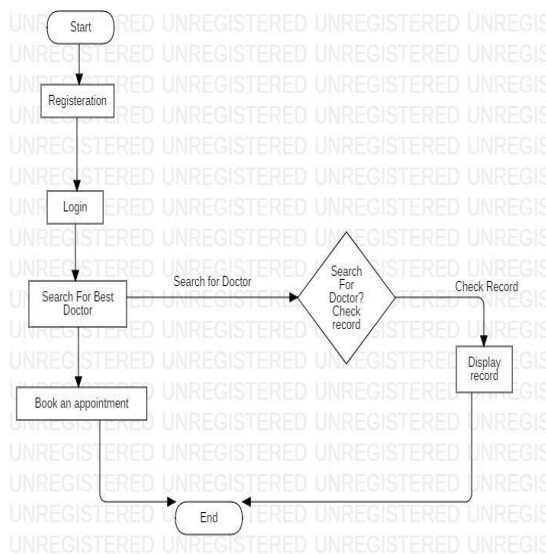 UNREGISTERED UNREGISTERED UNREGISTERED UNREGIS
Start
Registeration
Login
Search For Best
Doctor
Search for Doctor
Search
For
Doctor?
Check
record
Check Record
Display
record
Book an appointment
End